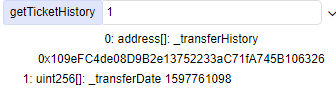 getTicketHistory 1
0: address[]: _transferHistory
0x109eFC4de08D9B2e13752233aC71fA745B106326
1: uint256[]: _transferDate 1597761098